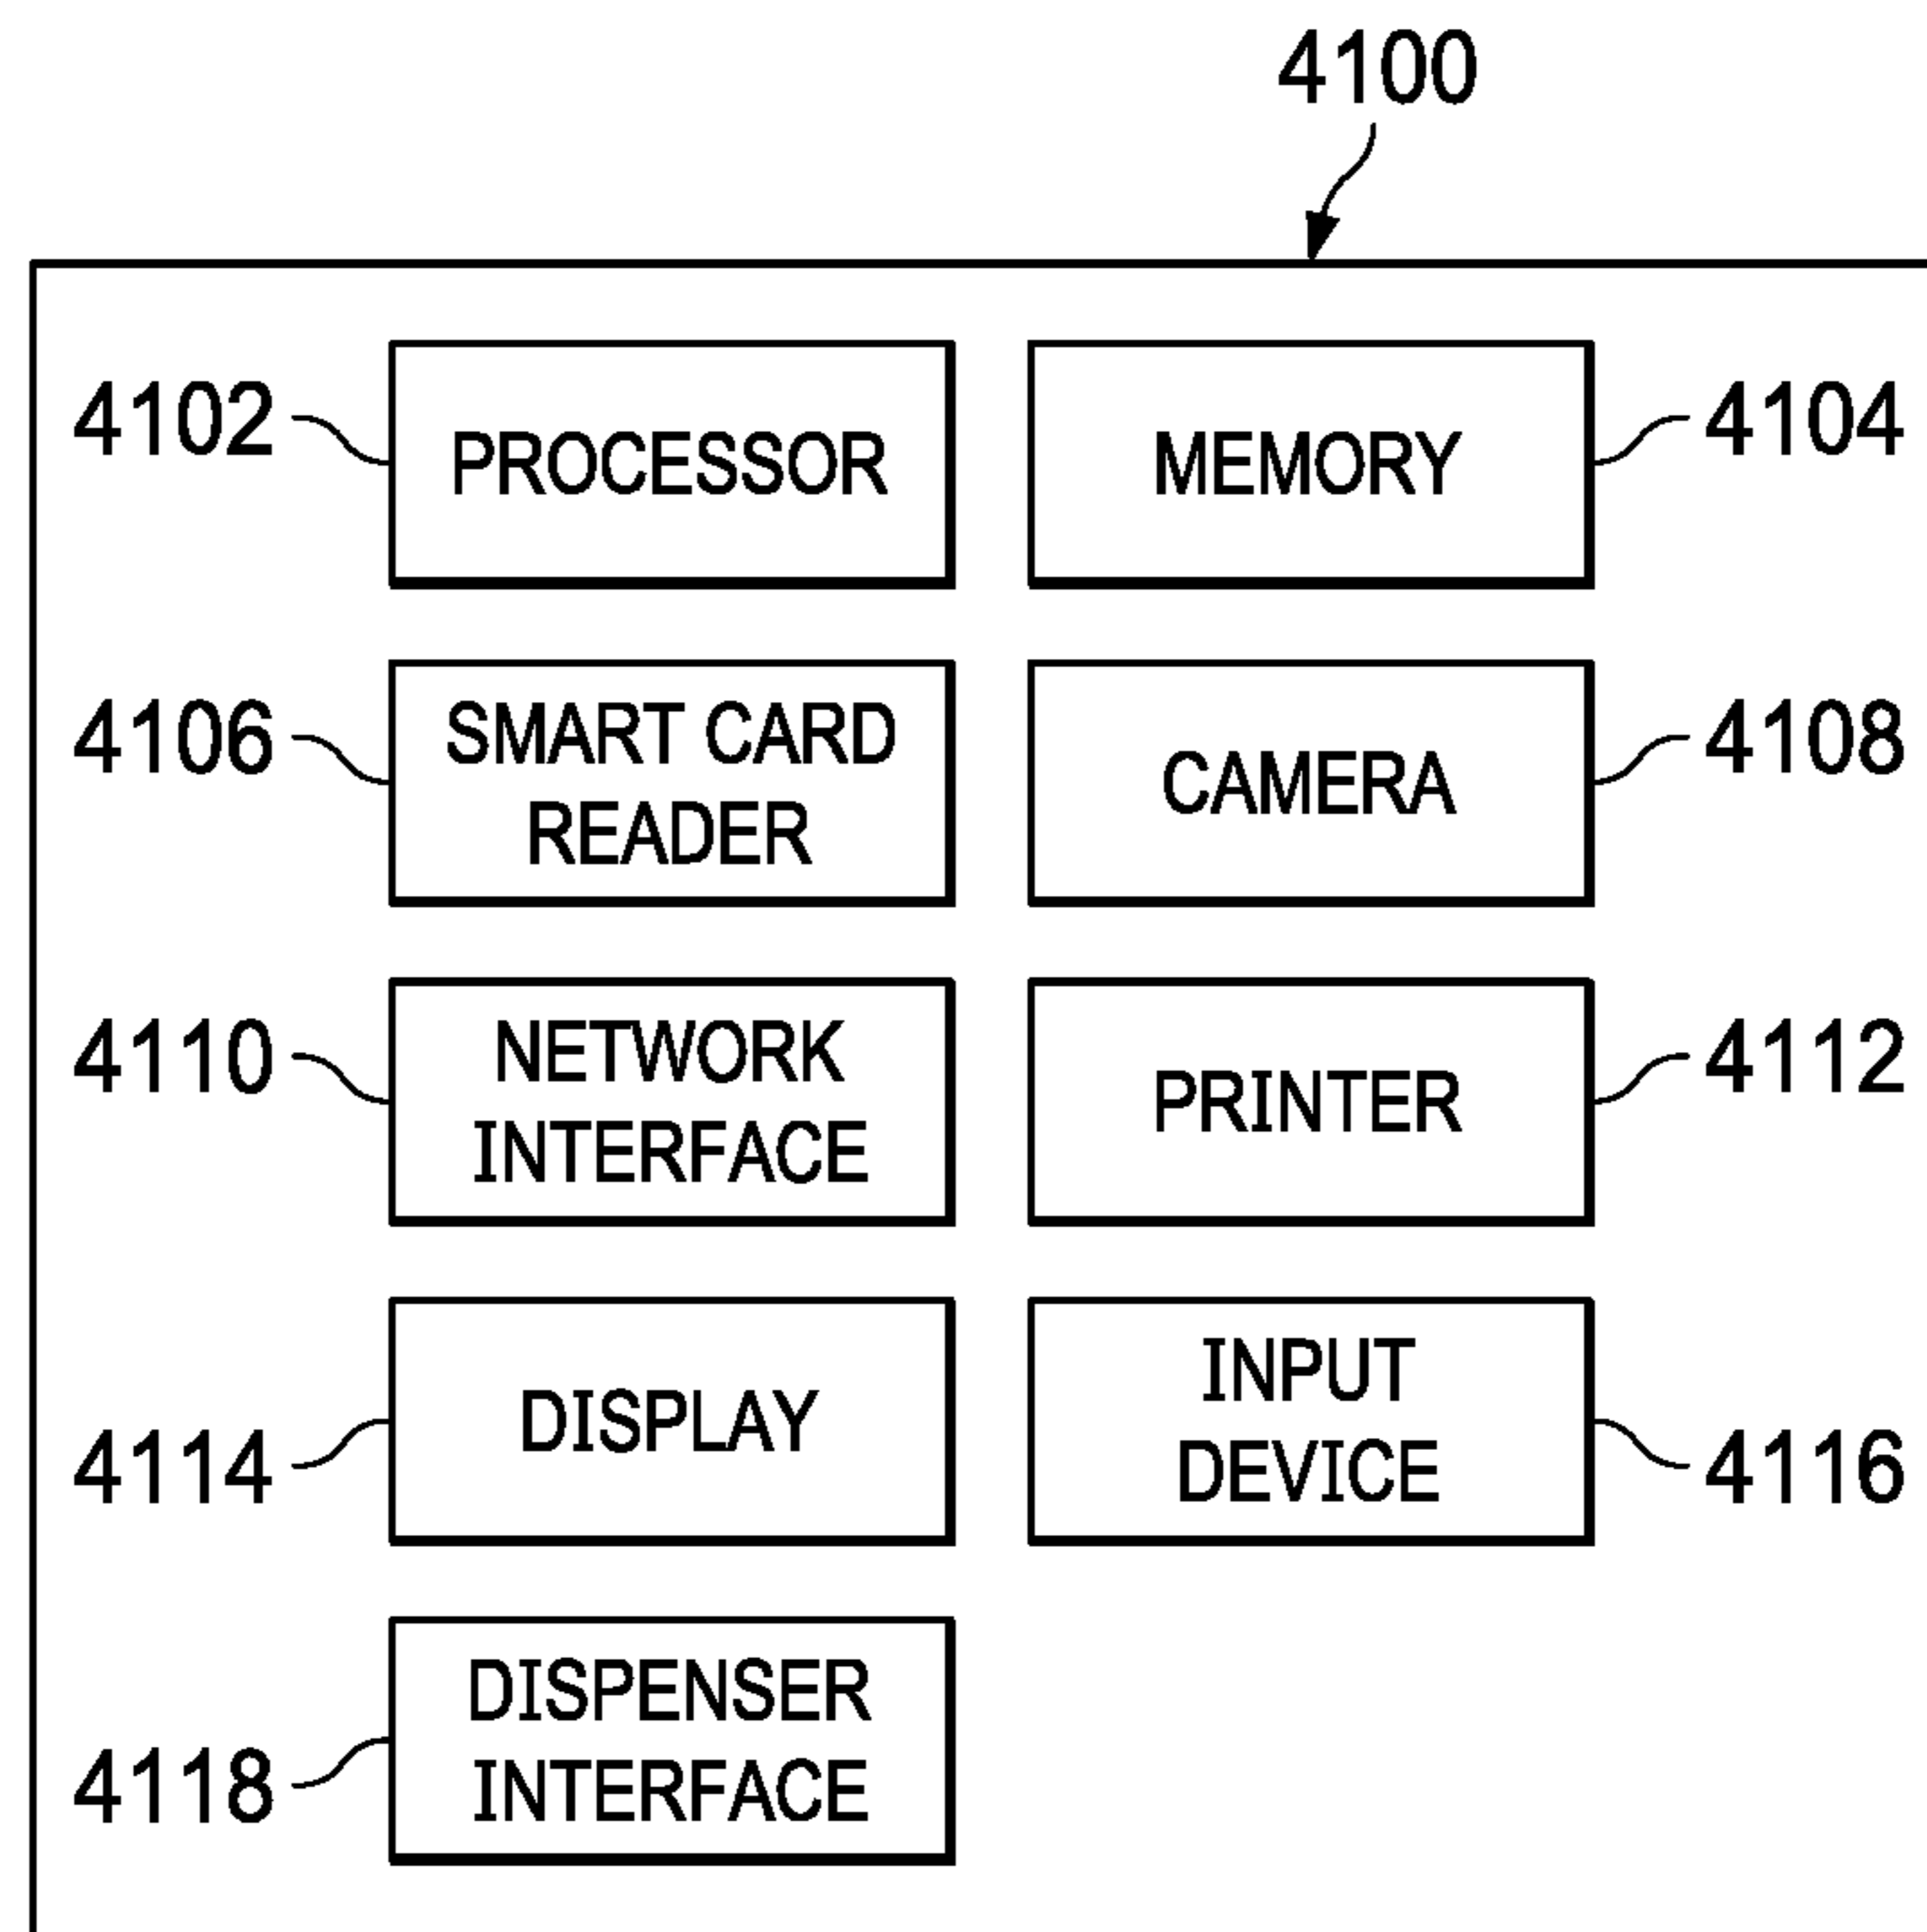 4100
4102 PROCESSOR MEMORY 4104
4106 SMART CARD READER CAMERA 4108
4110 NETWORK INTERFACE PRINTER 4112
4114 DISPLAY INPUT DEVICE 4116
4118 DISPENSER INTERFACE